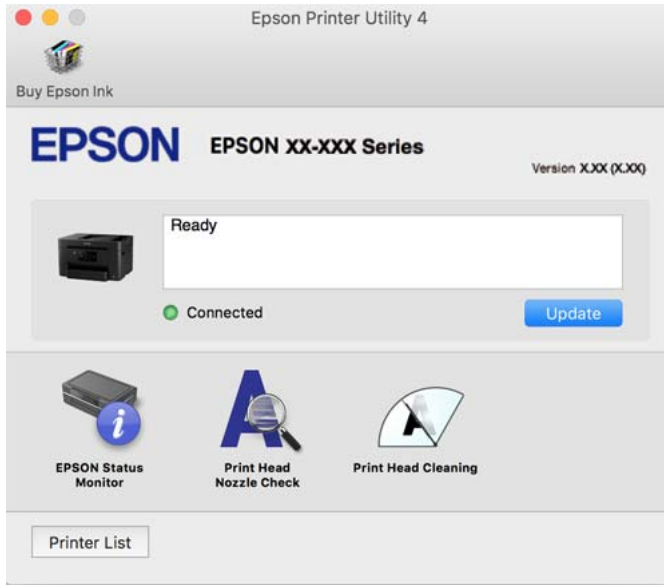 Epson Printer Utility 4
Buy Epson Ink
EPSON
EPSON XX-XXX Series
Version X.XX (X.XX)
Ready
Connected
Update
EPSON Status
Monitor
Print Head
Nozzle Check
Print Head Cleaning
Printer List